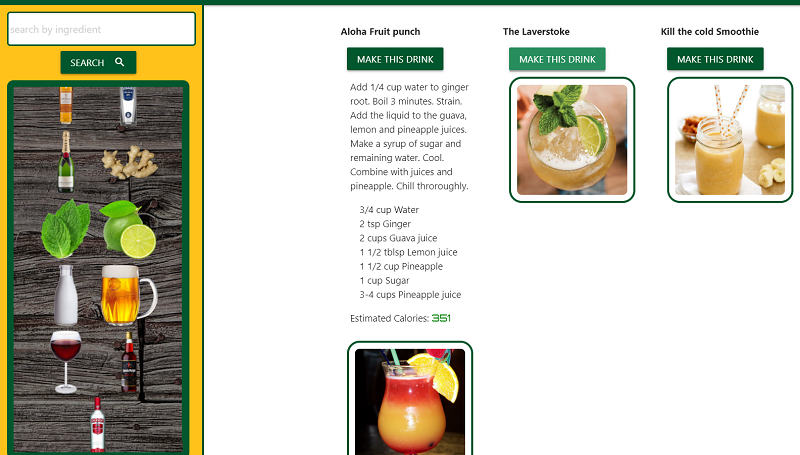 search by ingredient
SEARCH
Aloha Fruit punch
MAKE THIS DRINK
Add 1/4 cup water to ginger
root. Boil 3 minutes. Strain.
Add the liquid to the guava,
lemon and pineapple juices.
Make a syrup of sugar and
remaining water. Cool.
Combine with juices and
pineapple. Chill throroughly.
3/4 cup Water
2 tsp Ginger
2 cups Guava juice
1 1/2 tblsp Lemon juice
1 1/2 cup Pineapple
1 cup Sugar
3-4 cups Pineapple juice
Estimated Calories: 351
The Laverstoke
MAKE THIS DRINK
Kill the cold Smoothie
MAKE THIS DRINK